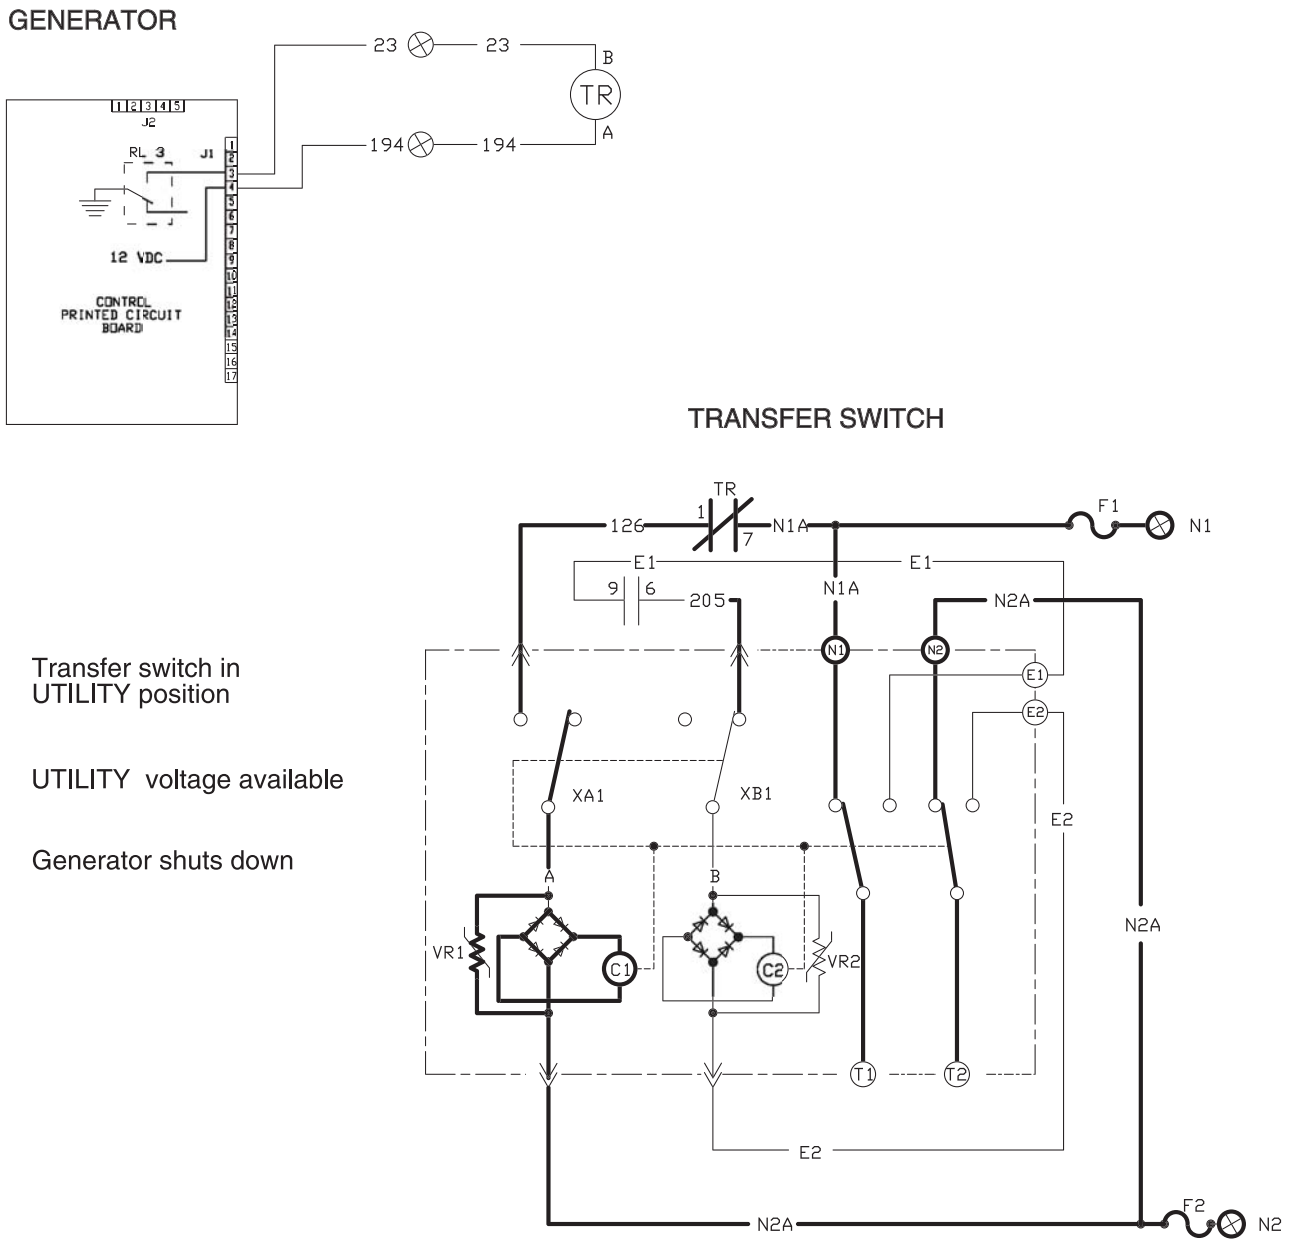 GENERATOR
23 23
B
TR
A
194 194
1 2 3 4 5
J2
RL 3
J1
1
2
3
4
5
6
7
8
9
10
11
12
13
14
15
16
17
12 VDC
CONTROL
PRINTED CIRCUIT
BOARD
TRANSFER SWITCH
TR
1
7
126
N1A
F1
N1
E1
E1
9 6
205
N1A
N2A
N1
N2
E1
E2
Transfer switch in
UTILITY position
UTILITY voltage available
Generator shuts down
XA1
XB1
E2
A
B
VR1
C1
C2
VR2
N2A
T1
T2
E2
N2A
F2
N2